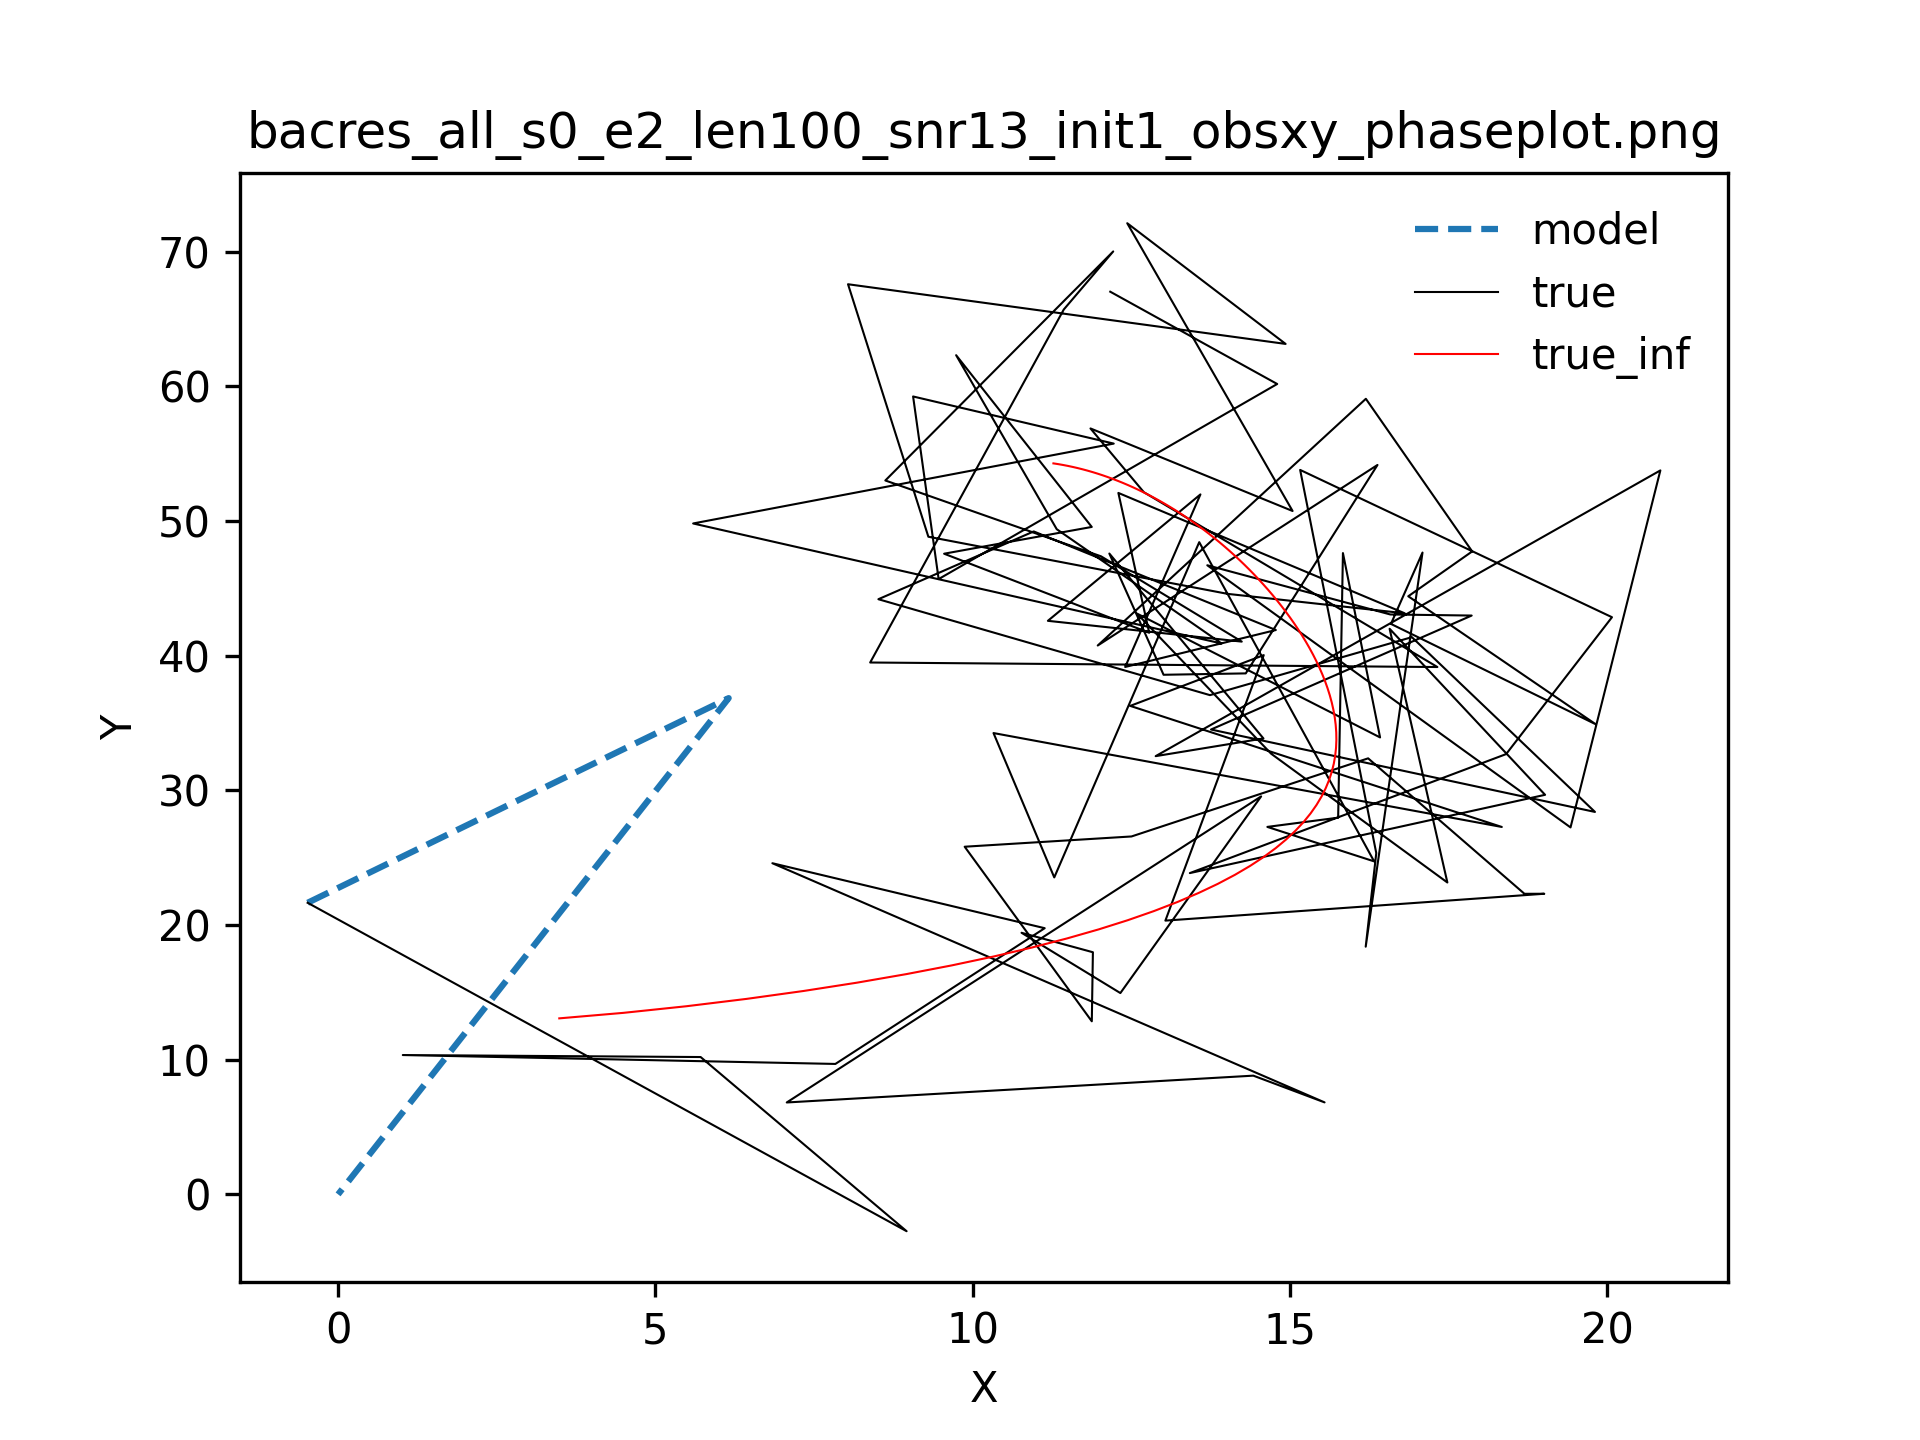 bacres_all_s0_e2_len100_snr13_init1_obsxy_phaseplot.png
model
true
true_inf
70
60
50
40
30
20
10
0
Y
0 5 10 15 20
X